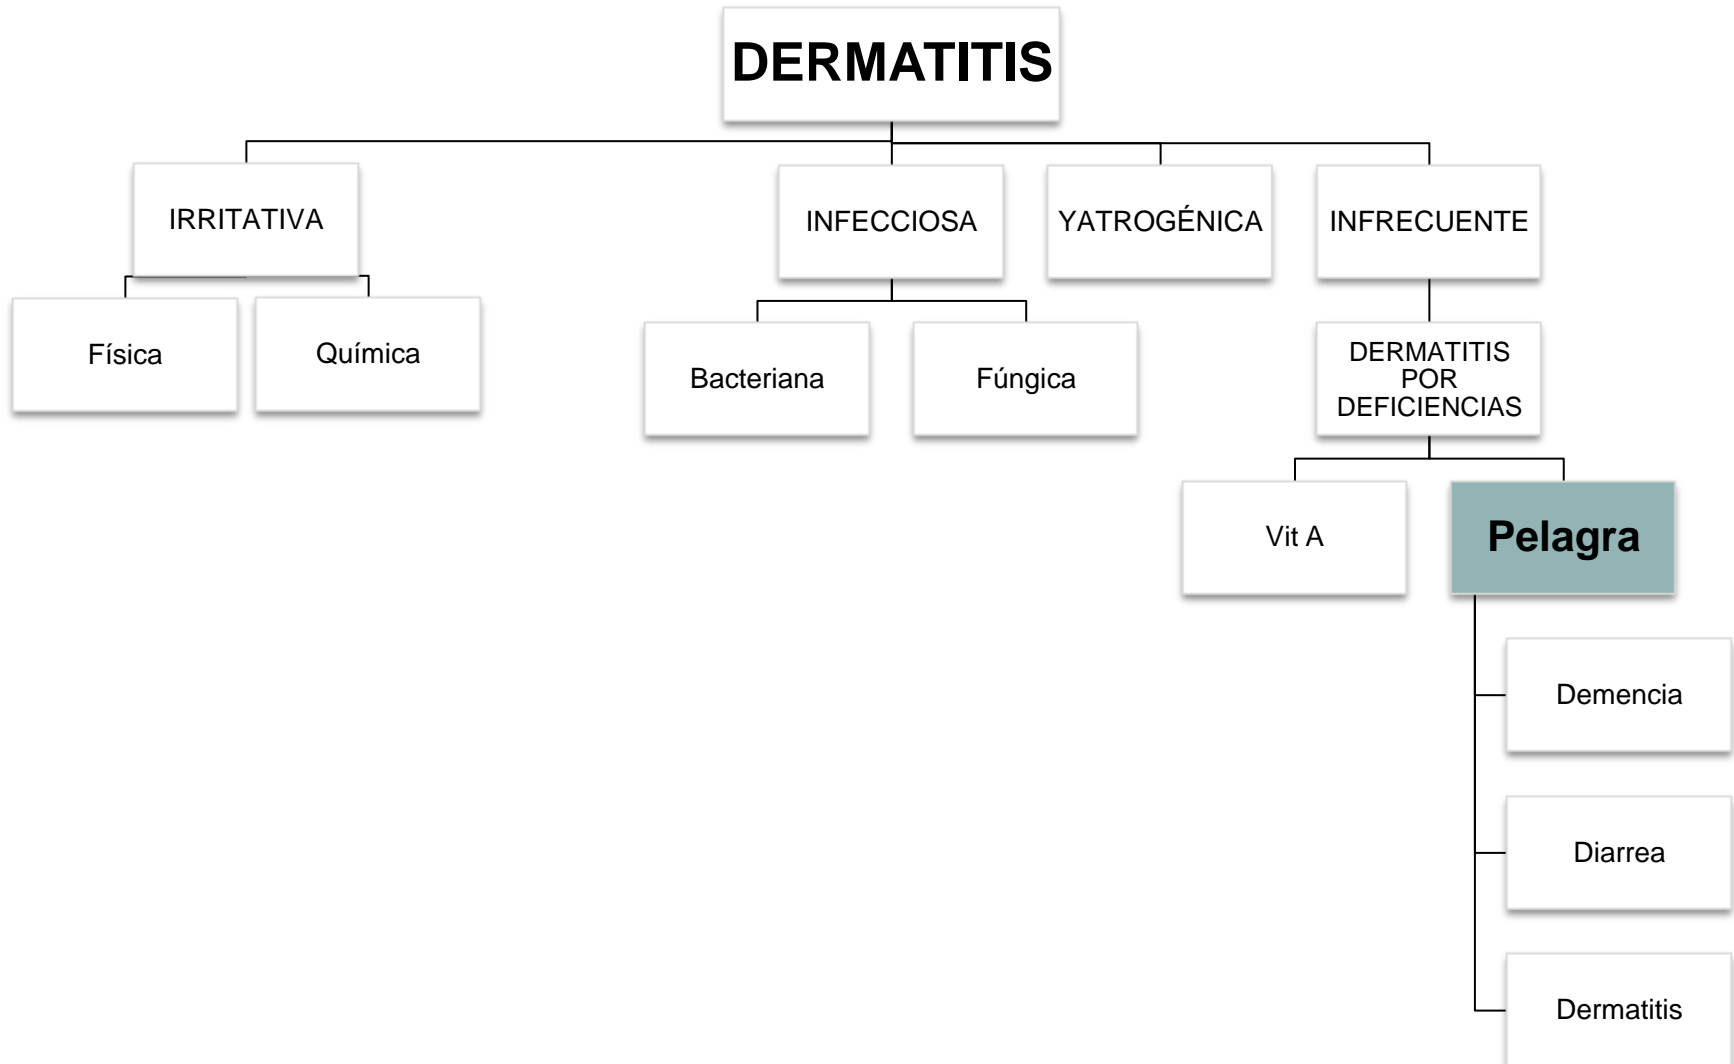 DERMATITIS
IRRITATIVA
INFECCIOSA
YATROGÉNICA
INFRECUENTE
Física
Química
Bacteriana
Fúngica
DERMATITIS
POR
DEFICIENCIAS
Vit A
Pelagra
Demencia
Diarrea
Dermatitis